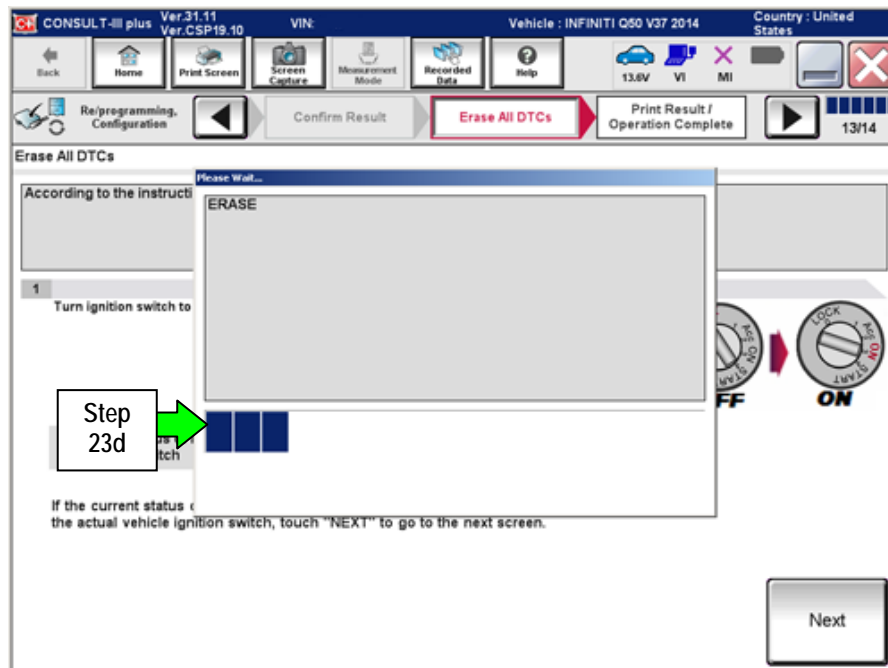 CONSULT-III plus Ver.31.11 Ver.CSP19.10 VIN: Vehicle : INFINITI Q50 V37 2014 Country : United States
Back Home Print Screen Screen Capture Measurement Mode Recorded Data Help 13.6V VI MI
Re/programming, Configuration Confirm Result Erase All DTCs Print Result / Operation Complete 13/14
Erase All DTCs
Please Wait...
According to the instructi
ERASE
1
Turn ignition switch to
LOCK Acc ON START
FF ON
Step
23d
tch
If the current status
the actual vehicle ignition switch, touch "NEXT" to go to the next screen.
Next